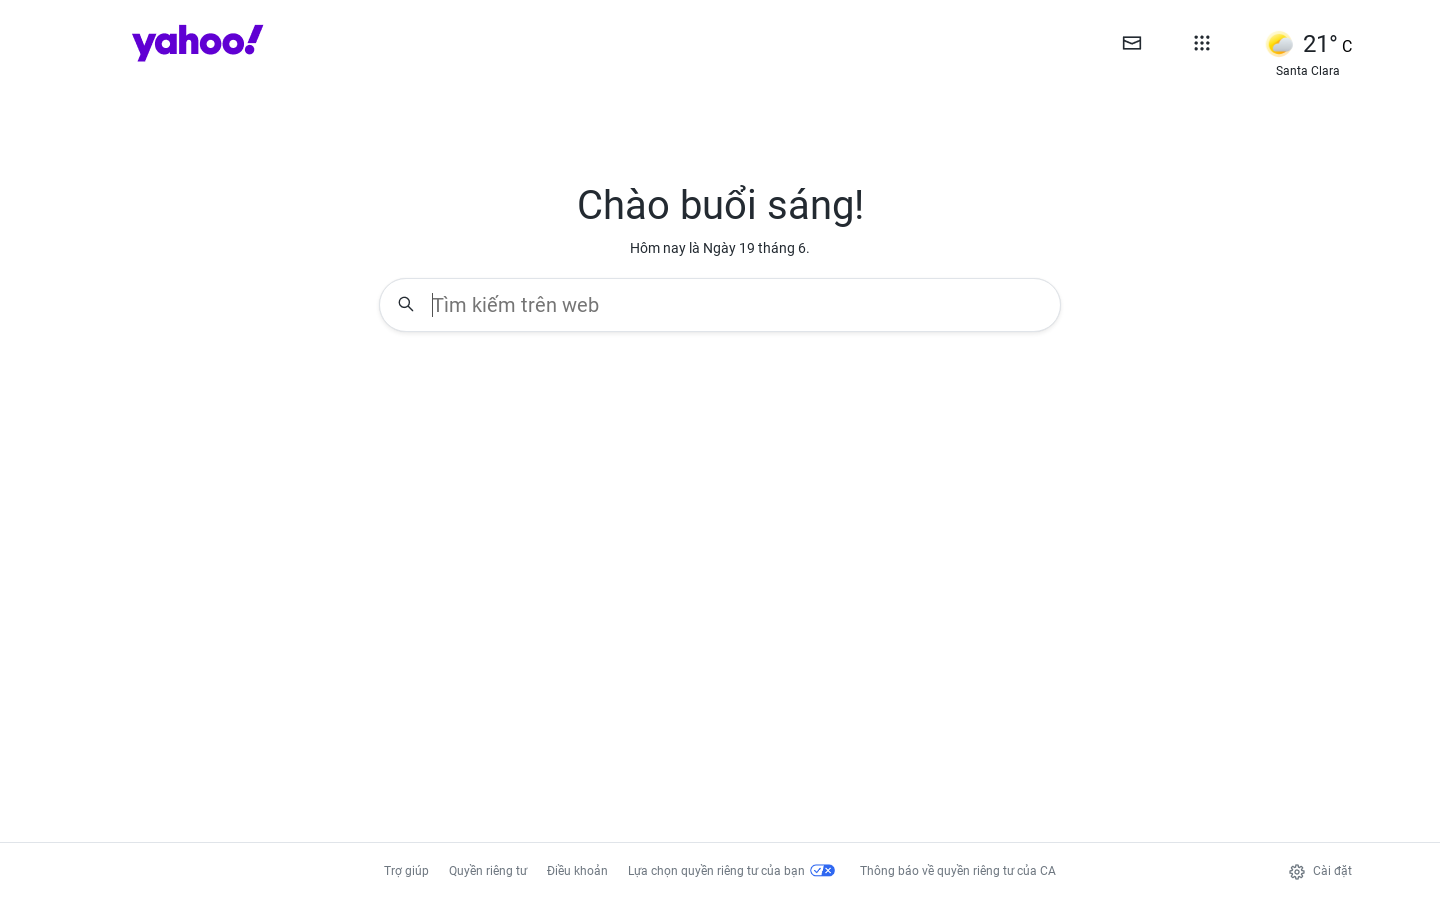 yahoo!
21° C
Santa Clara
Chào buổi sáng!
Hôm nay là Ngày 19 tháng 6.
Tìm kiếm trên web
Trợ giúp Quyền riêng tư Điều khoản Lựa chọn quyền riêng tư của bạn Thông báo về quyền riêng tư của CA Cài đặt